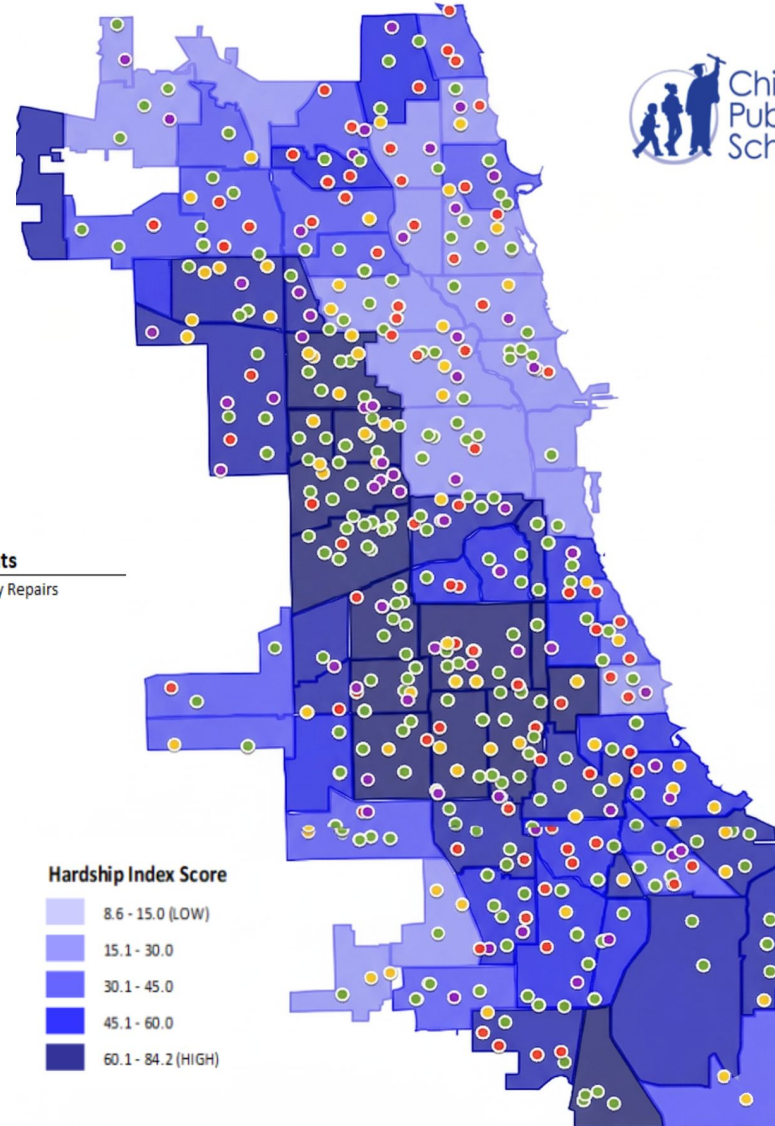 Chi
Pub
Sch
ts
y Repairs
Hardship Index Score
8.6 - 15.0 (LOW)
15.1 - 30.0
30.1 - 45.0
45.1 - 60.0
60.1 - 84.2 (HIGH)